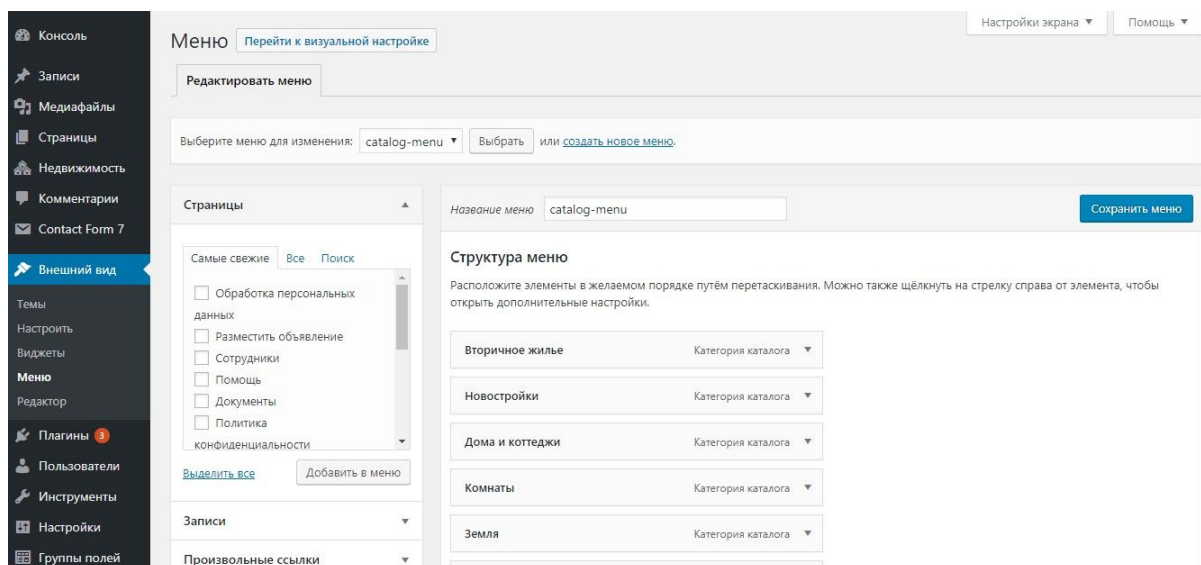 Настройки экрана ▼
Помощь ▼
Консоль
Записи
Медиафайлы
Страницы
Недвижимость
Комментарии
Contact Form 7
Внешний вид
Темы
Настроить
Виджеты
Меню
Редактор
Плагины 3
Пользователи
Инструменты
Настройки
Группы полей
Меню Перейти к визуальной настройке
Редактировать меню
Выберите меню для изменения: catalog-menu ▼ Выбрать или создать новое меню.
Страницы
Самые свежие Все Поиск
Обработка персональных
данных
Разместить объявление
Сотрудники
Помощь
Документы
Политика
конфиденциальности
Выделить все Добавить в меню
Записи
Произвольные ссылки
Название меню catalog-menu Сохранить меню
Структура меню
Расположите элементы в желаемом порядке путём перетаскивания. Можно также щёлкнуть на стрелку справа от элемента, чтобы
открыть дополнительные настройки.
Вторичное жилье Категория каталога ▼
Новостройки Категория каталога ▼
Дома и коттеджи Категория каталога ▼
Комнаты Категория каталога ▼
Земля Категория каталога ▼